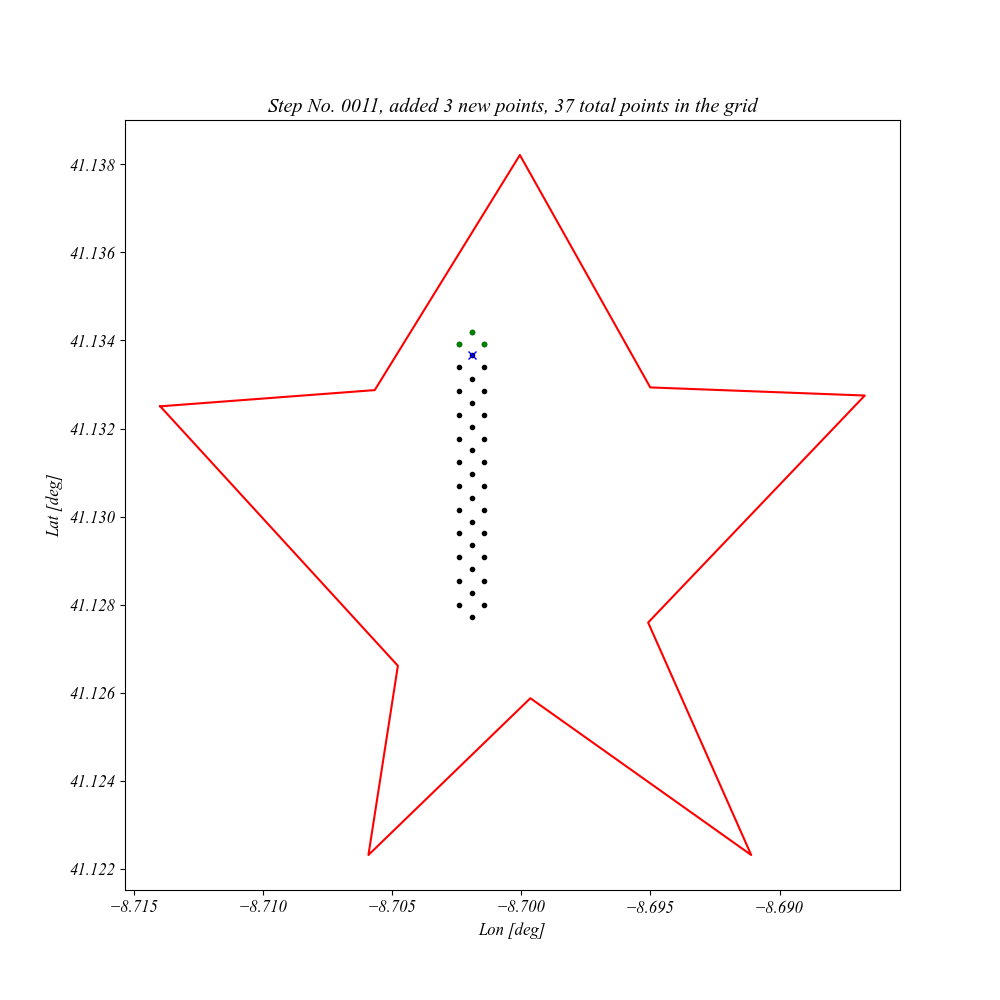 Step No. 0011, added 3 new points, 37 total points in the grid
41.138
41.136
41.134
41.132
41.130
41.128
41.126
41.124
41.122
Lat [deg]
−8.715 −8.710 −8.705 −8.700 −8.695 −8.690
Lon [deg]